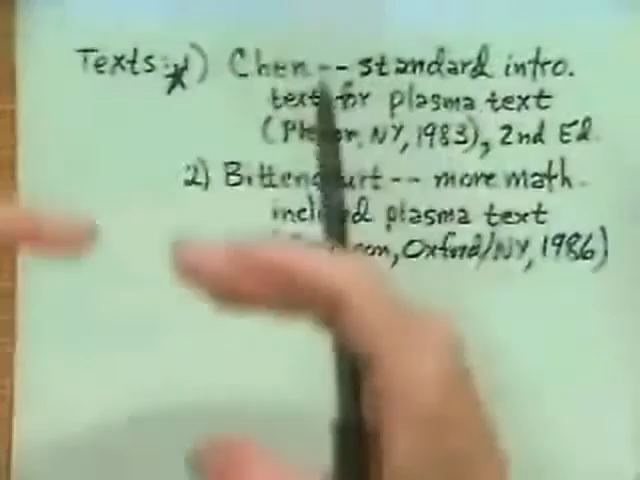 Texts: *) Chen -- standard intro.
text for plasma text
NY, 1983), 2nd Ed
2) Bittencourt -- more math.
plasma text
Oxford/NY, 1986)